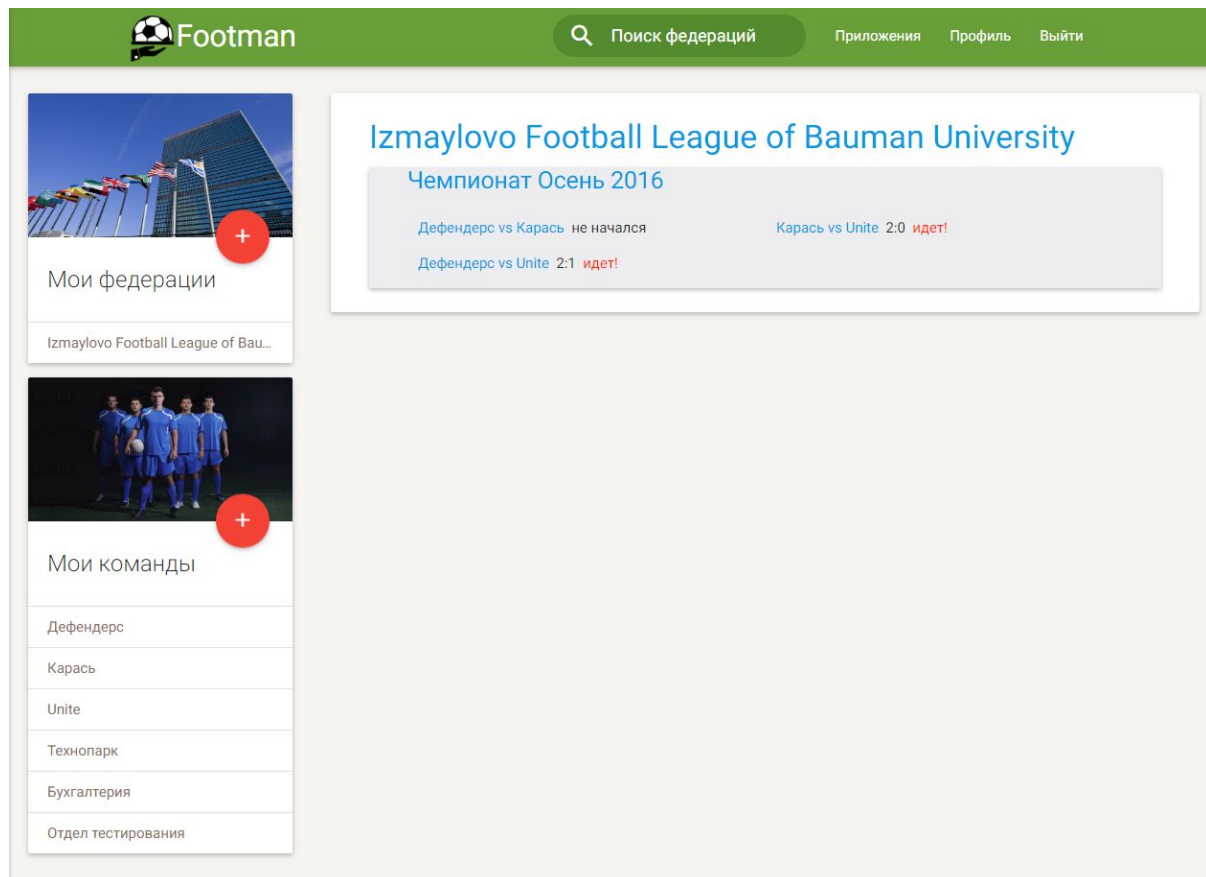 Footman
Поиск федераций
Приложения
Профиль
Выйти
Мои федерации
Izmaylovo Football League of Bau...
Мои команды
Дефендерс
Карась
Unite
Технопарк
Бухгалтерия
Отдел тестирования
Izmaylovo Football League of Bauman University
Чемпионат Осень 2016
Дефендерс vs Карась не начался
Карась vs Unite 2:0 идет!
Дефендерс vs Unite 2:1 идет!